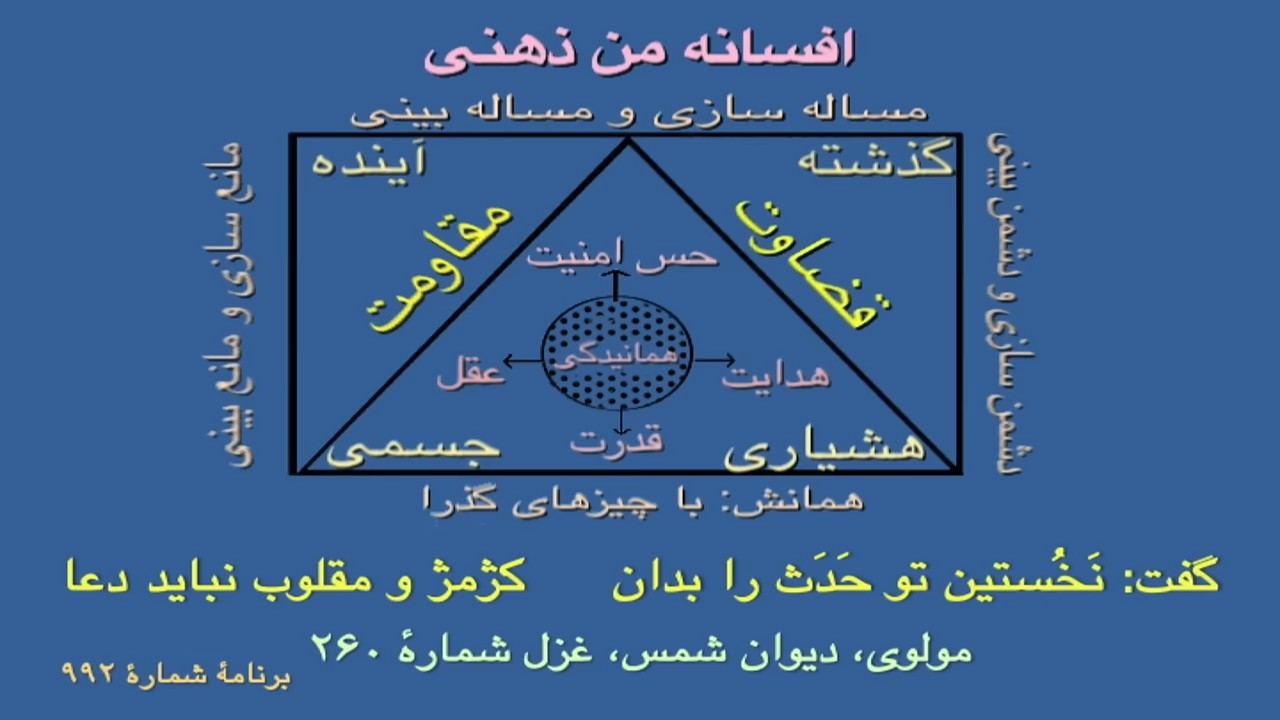 افسانه من ذهنی
مساله سازی و مساله بینی
گذشته
آینده
دشمن سازی و دشمن بینی
مانع سازی و مانع بینی
قضاوت
مقاومت
حس امنیت
همانیدگی
هدایت
عقل
قدرت
هشیاری جسمی
همانش: با چیزهای گذرا
گفت: نَخُستین تو حَدَث را بدان کژمژ و مقلوب نباید دعا
مولوی، دیوان شمس، غزل شمارهٔ ۲۶۰
برنامهٔ شمارهٔ ۹۹۲